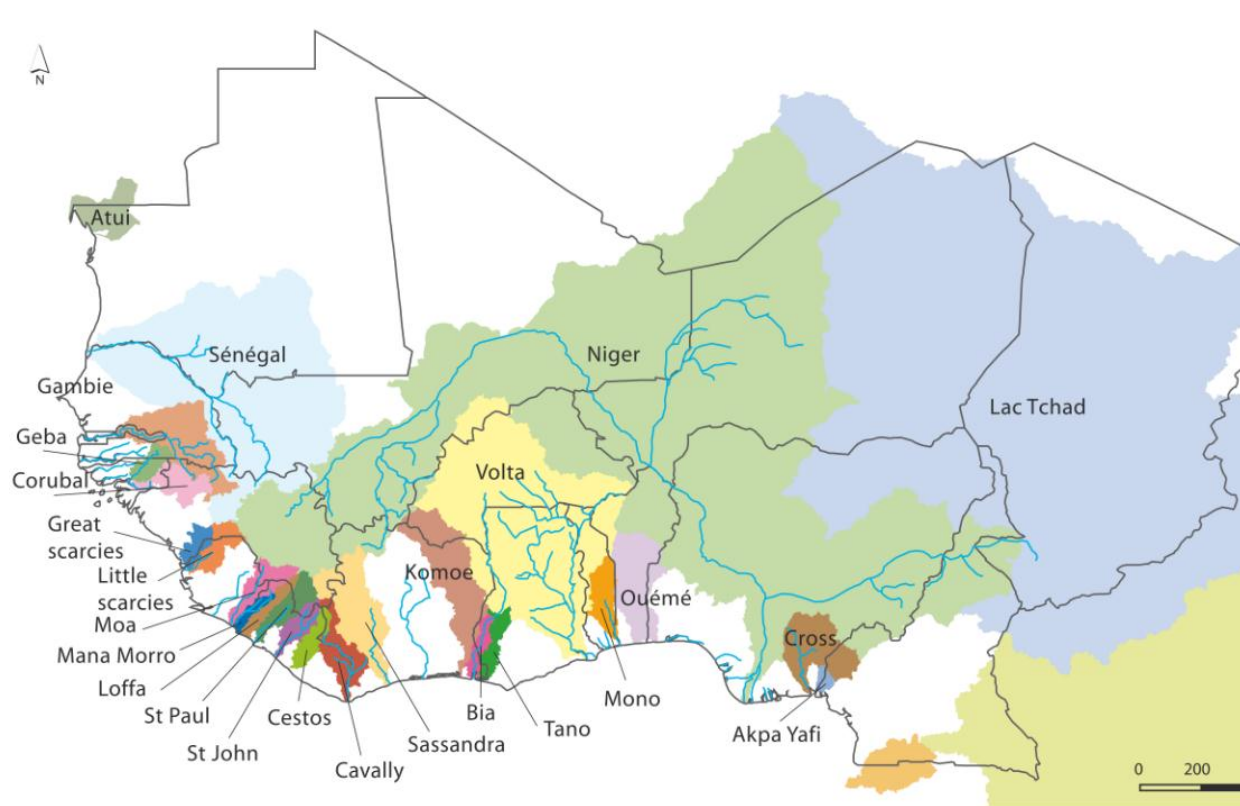 N
Atui
Sénégal
Niger
Gambie
Lac Tchad
Geba
Volta
Corubal
Great
scarcies
Komoe
Little
scarcies
Ouémé
Moa
Cross
Mana Morro
Loffa
Mono
St Paul
Cestos
Bia
Tano
Akpa Yafi
St John
Sassandra
Cavally
0 200